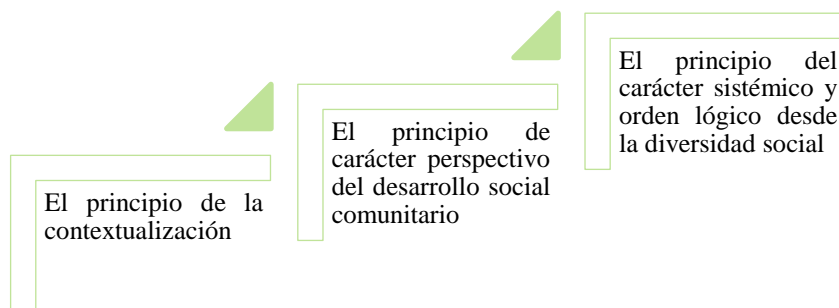 El principio de la
contextualización
El principio de
carácter perspectivo
del desarrollo social
comunitario
El principio del
carácter sistémico y
orden lógico desde
la diversidad social